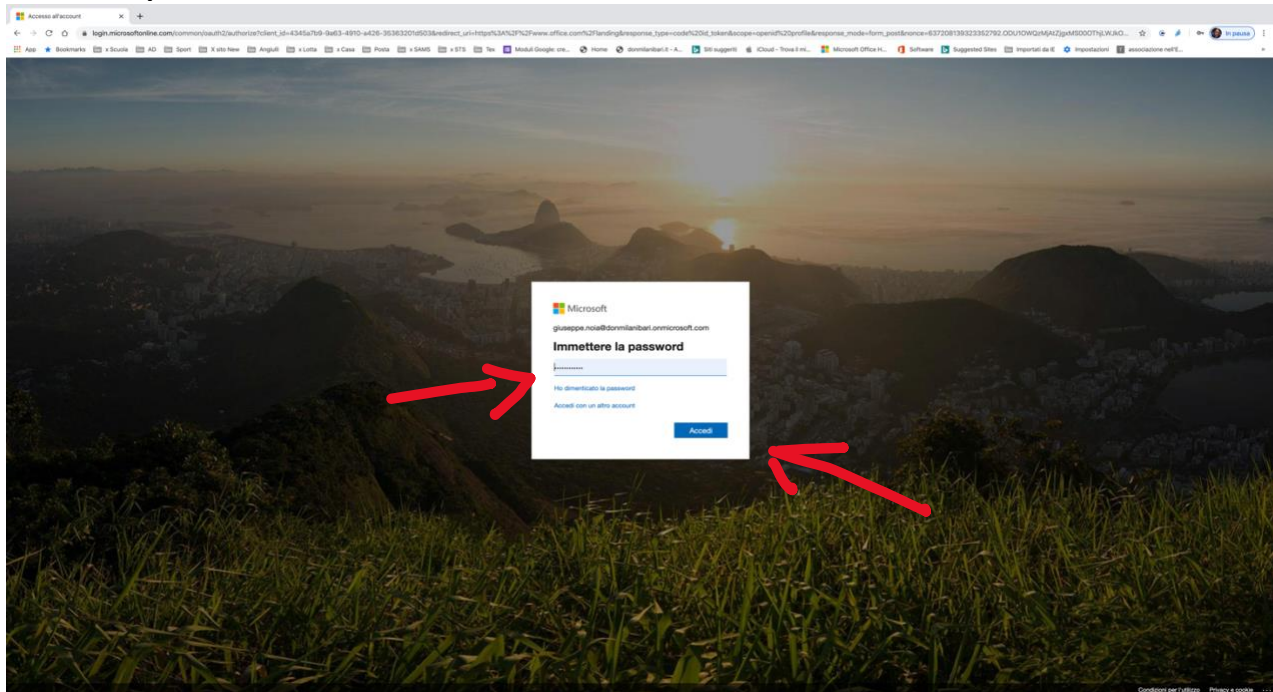 Accesso all'account
login.microsoftonline.com/common/oauth2/authorize?client_id=4345a7b9-9a63-4910-a426-35363201d503&redirect_uri=https%3A%2F%2Fwww.office.com%2Flanding&response_type=code%20id_token&scope=openid%20profile&response_mode=form_post&nonce=637208139323352792. In pausa
App Bookmarks x Scuola AD Sport X sito New Angiuli x Lotta x Casa Posta x SAMS x STS Tex Moduli Google: cre... Home donmilanibari.it - A... Siti suggeriti iCloud - Trova il mi... Microsoft Office H... Software Suggested Sites Importati da IE Impostazioni associazione nell'E...
Microsoft
giuseppe.noia@donmilanibari.onmicrosoft.com
Immettere la password
Ho dimenticato la password
Accedi con un altro account
Accedi
Condizioni per l'utilizzo Privacy e cookie ...